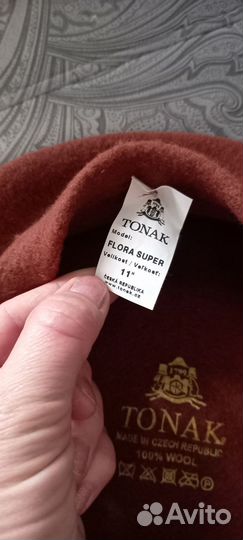 TONAK
Model:
FLORA SUPER
Velikost / Veľkosť:
11"
ČESKÁ REPUBLIKA
www.tonak.cz
TONAK
MADE IN CZECH REPUBLIC
100% WOOL
Avito